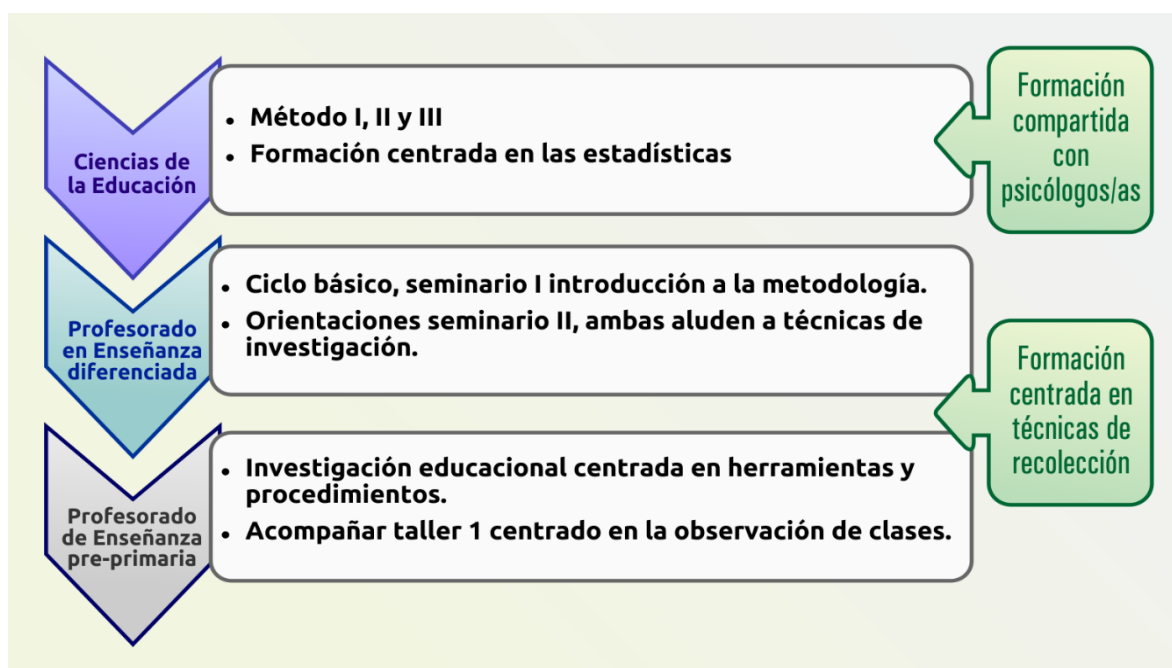 Ciencias de
la Educación
• Método I, II y III
• Formación centrada en las estadísticas
Formación
compartida
con
psicólogos/as
Profesorado
en Enseñanza
diferenciada
• Ciclo básico, seminario I introducción a la metodología.
• Orientaciones seminario II, ambas aluden a técnicas de
investigación.
Formación
centrada en
técnicas de
recolección
Profesorado
de Enseñanza
pre-primaria
• Investigación educacional centrada en herramientas y
procedimientos.
• Acompañar taller 1 centrado en la observación de clases.